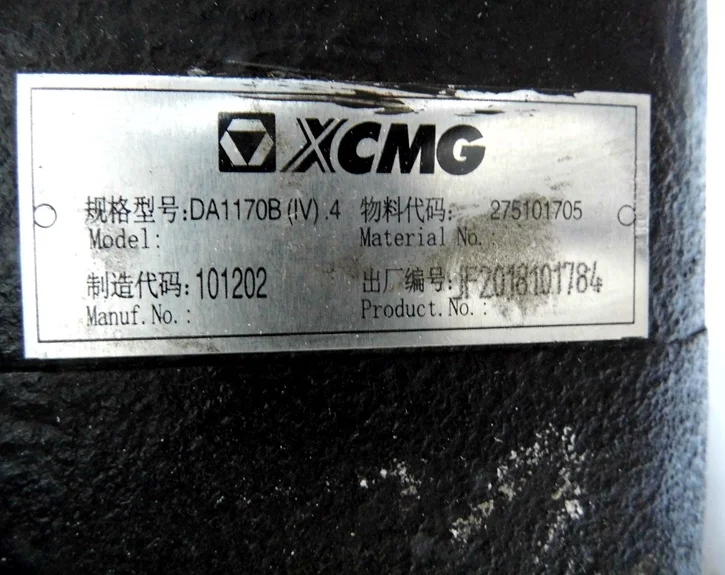 XCMG
规格型号:DA1170B(IV).4 物料代码: 275101705
Model: Material No.:
制造代码:101202 出厂编号:JF2018101784
Manuf.No.: Product.No.: